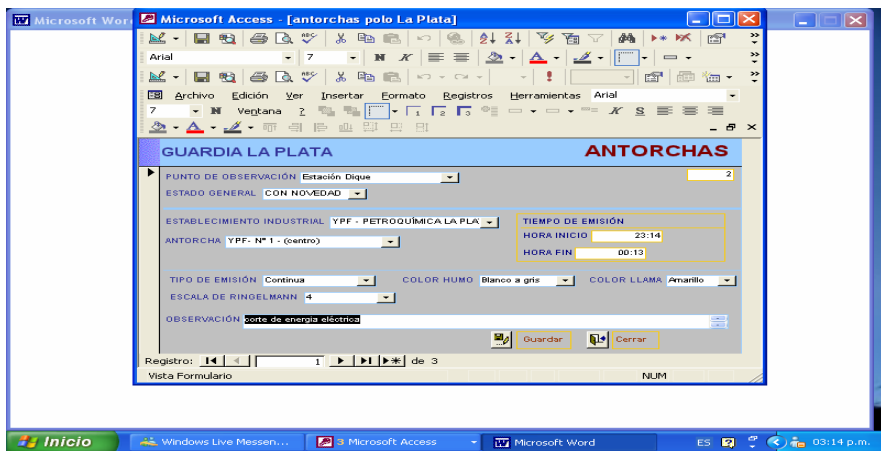 Microsoft Wor
Microsoft Access - [antorchas polo La Plata]
Arial 7 N K
Archivo Edición Ver Insertar Formato Registros Herramientas Arial
7 N Ventana ? 1 2 3 K S
GUARDIA LA PLATA ANTORCHAS
PUNTO DE OBSERVACIÓN Estación Dique 2
ESTADO GENERAL CON NOVEDAD
ESTABLECIMIENTO INDUSTRIAL YPF - PETROQUÍMICA LA PLA TIEMPO DE EMISIÓN
HORA INICIO 23:14
ANTORCHA YPF- Nº 1 - (centro)
HORA FIN 00:13
TIPO DE EMISIÓN Continua COLOR HUMO Blanco a gris COLOR LLAMA Amarillo
ESCALA DE RINGELMANN 4
OBSERVACIÓN corte de energia eléctrica
Guardar Cerrar
Registro: 1 de 3
Vista Formulario NUM
Inicio Windows Live Messen... 3 Microsoft Access Microsoft Word ES 03:14 p.m.